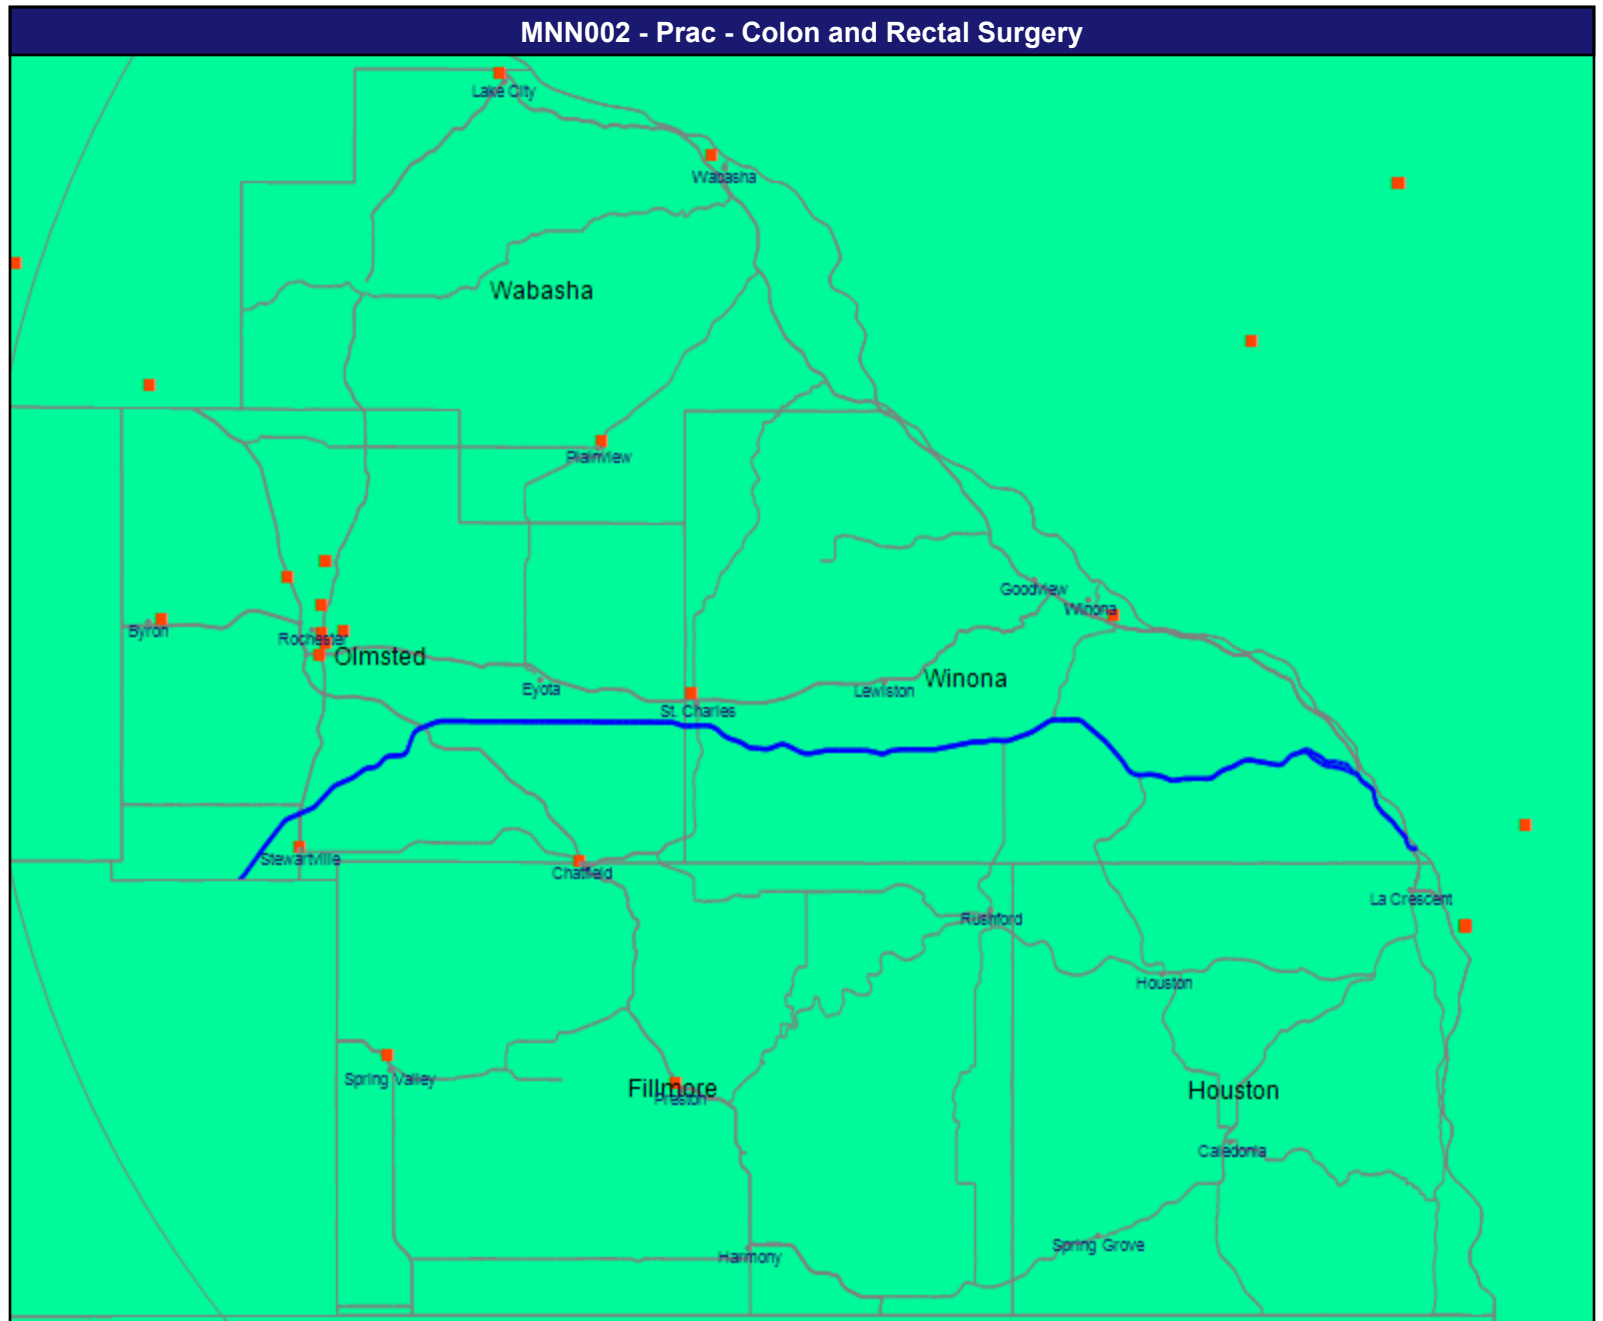 MNN002 - Prac - Colon and Rectal Surgery
Lake City
Wabasha
Wabasha
Plainview
Goodview
Winona
Byron
Rochester
Olmsted
Eyota
St. Charles
Lewiston
Winona
Stewartville
Chatfield
La Crescent
Rushford
Houston
Spring Valley
Fillmore
Preston
Houston
Caledonia
Harmony
Spring Grove